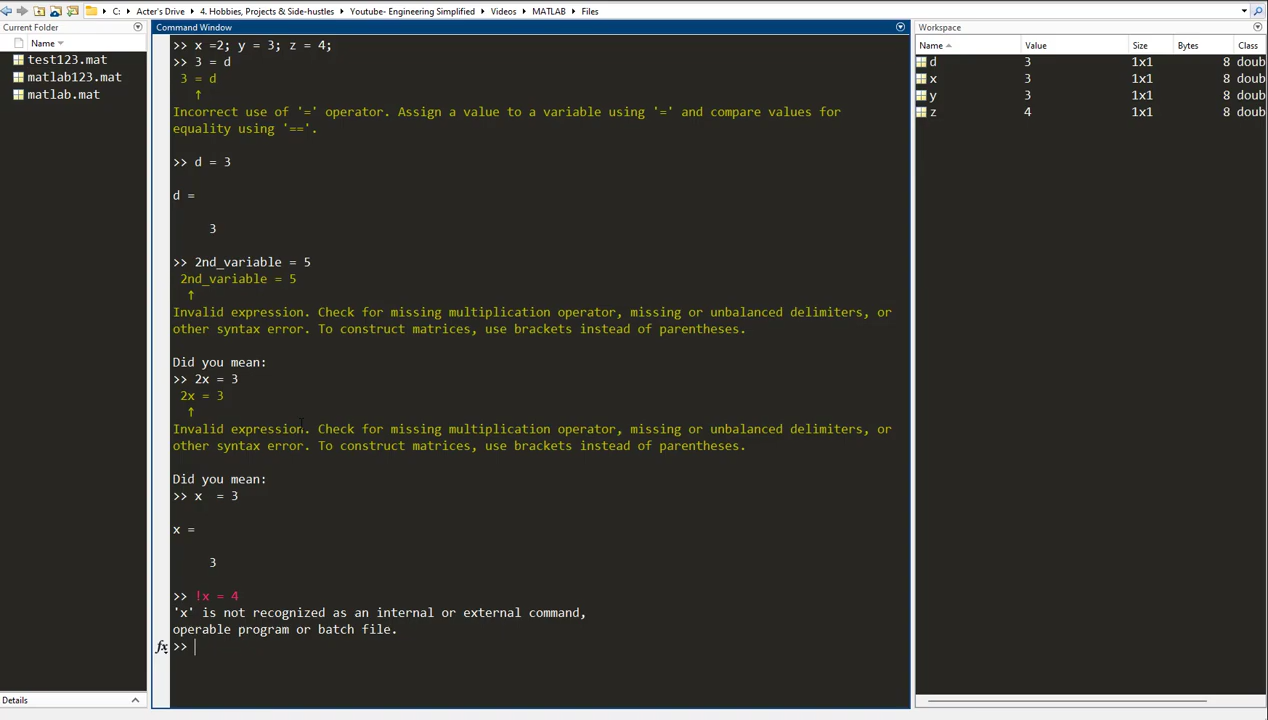 C: › Acter's Drive › 4. Hobbies, Projects & Side-hustles › Youtube- Engineering Simplified › Videos › MATLAB › Files
Current Folder
Name
test123.mat
matlab123.mat
matlab.mat
Details
Command Window
>> x =2; y = 3; z = 4;
>> 3 = d
3 = d
↑
Incorrect use of '=' operator. Assign a value to a variable using '=' and compare values for
equality using '=='.
>> d = 3
d =
3
>> 2nd_variable = 5
2nd_variable = 5
↑
Invalid expression. Check for missing multiplication operator, missing or unbalanced delimiters, or
other syntax error. To construct matrices, use brackets instead of parentheses.
Did you mean:
>> 2x = 3
2x = 3
↑
Invalid expression. Check for missing multiplication operator, missing or unbalanced delimiters, or
other syntax error. To construct matrices, use brackets instead of parentheses.
Did you mean:
>> x  = 3
x =
3
>> !x = 4
'x' is not recognized as an internal or external command,
operable program or batch file.
fx >>
Workspace
Name Value Size Bytes Class
d 3 1x1 8 doub
x 3 1x1 8 doub
y 3 1x1 8 doub
z 4 1x1 8 doub